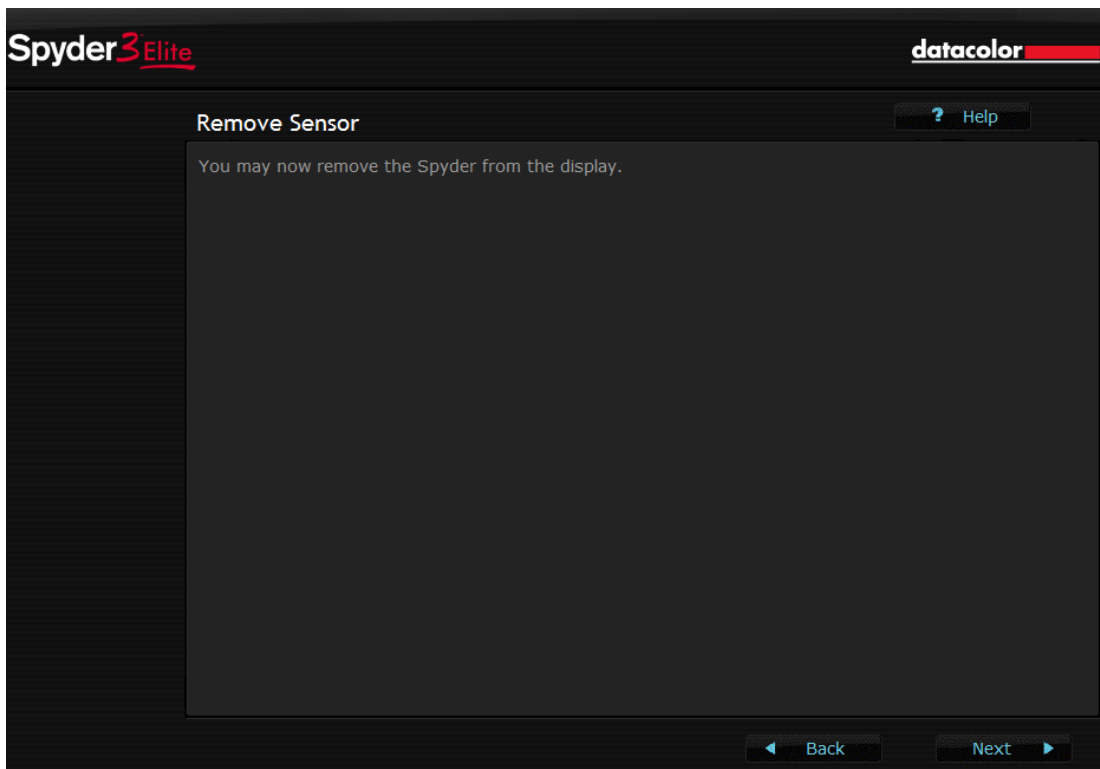 Spyder3Elite
datacolor
Remove Sensor
? Help
You may now remove the Spyder from the display.
Back
Next